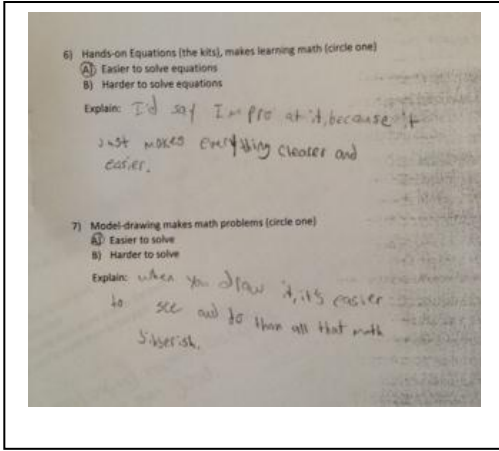 6) Hands-on Equations (the kits), makes learning math (circle one)
A) Easier to solve equations
B) Harder to solve equations
Explain: I'd say Im pro at it, because it
Just makes everything clearer and
easier.
7) Model-drawing makes math problems (circle one)
A) Easier to solve
B) Harder to solve
Explain: when you draw it, it's easier
to see and do than all that math
Jibserish.